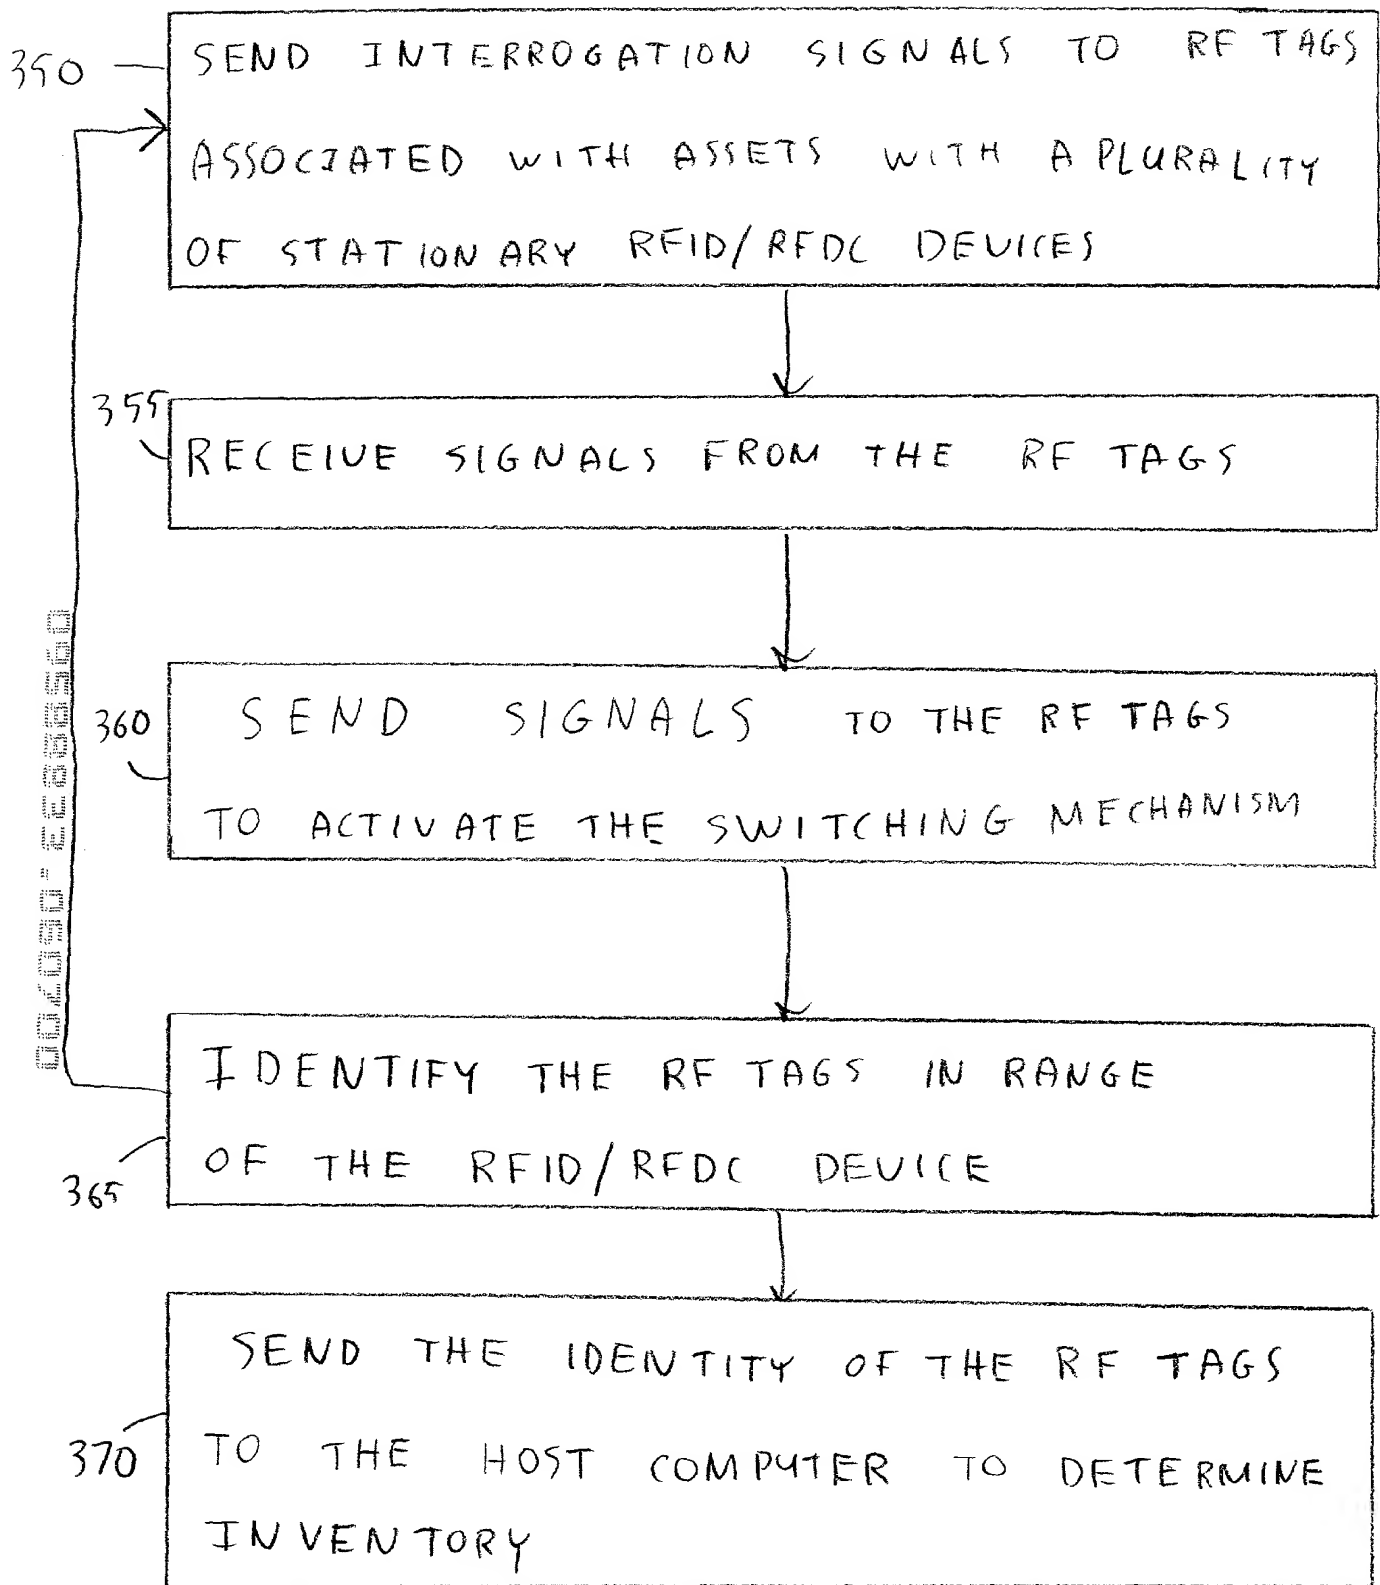 350
SEND INTERROGATION SIGNALS TO RF TAGS
ASSOCIATED WITH ASSETS WITH A PLURALITY
OF STATIONARY RFID/RFDC DEVICES
355
RECEIVE SIGNALS FROM THE RF TAGS
360
SEND SIGNALS TO THE RF TAGS
TO ACTIVATE THE SWITCHING MECHANISM
IDENTIFY THE RF TAGS IN RANGE
OF THE RFID/RFDC DEVICE
365
SEND THE IDENTITY OF THE RF TAGS
370
TO THE HOST COMPUTER TO DETERMINE
INVENTORY